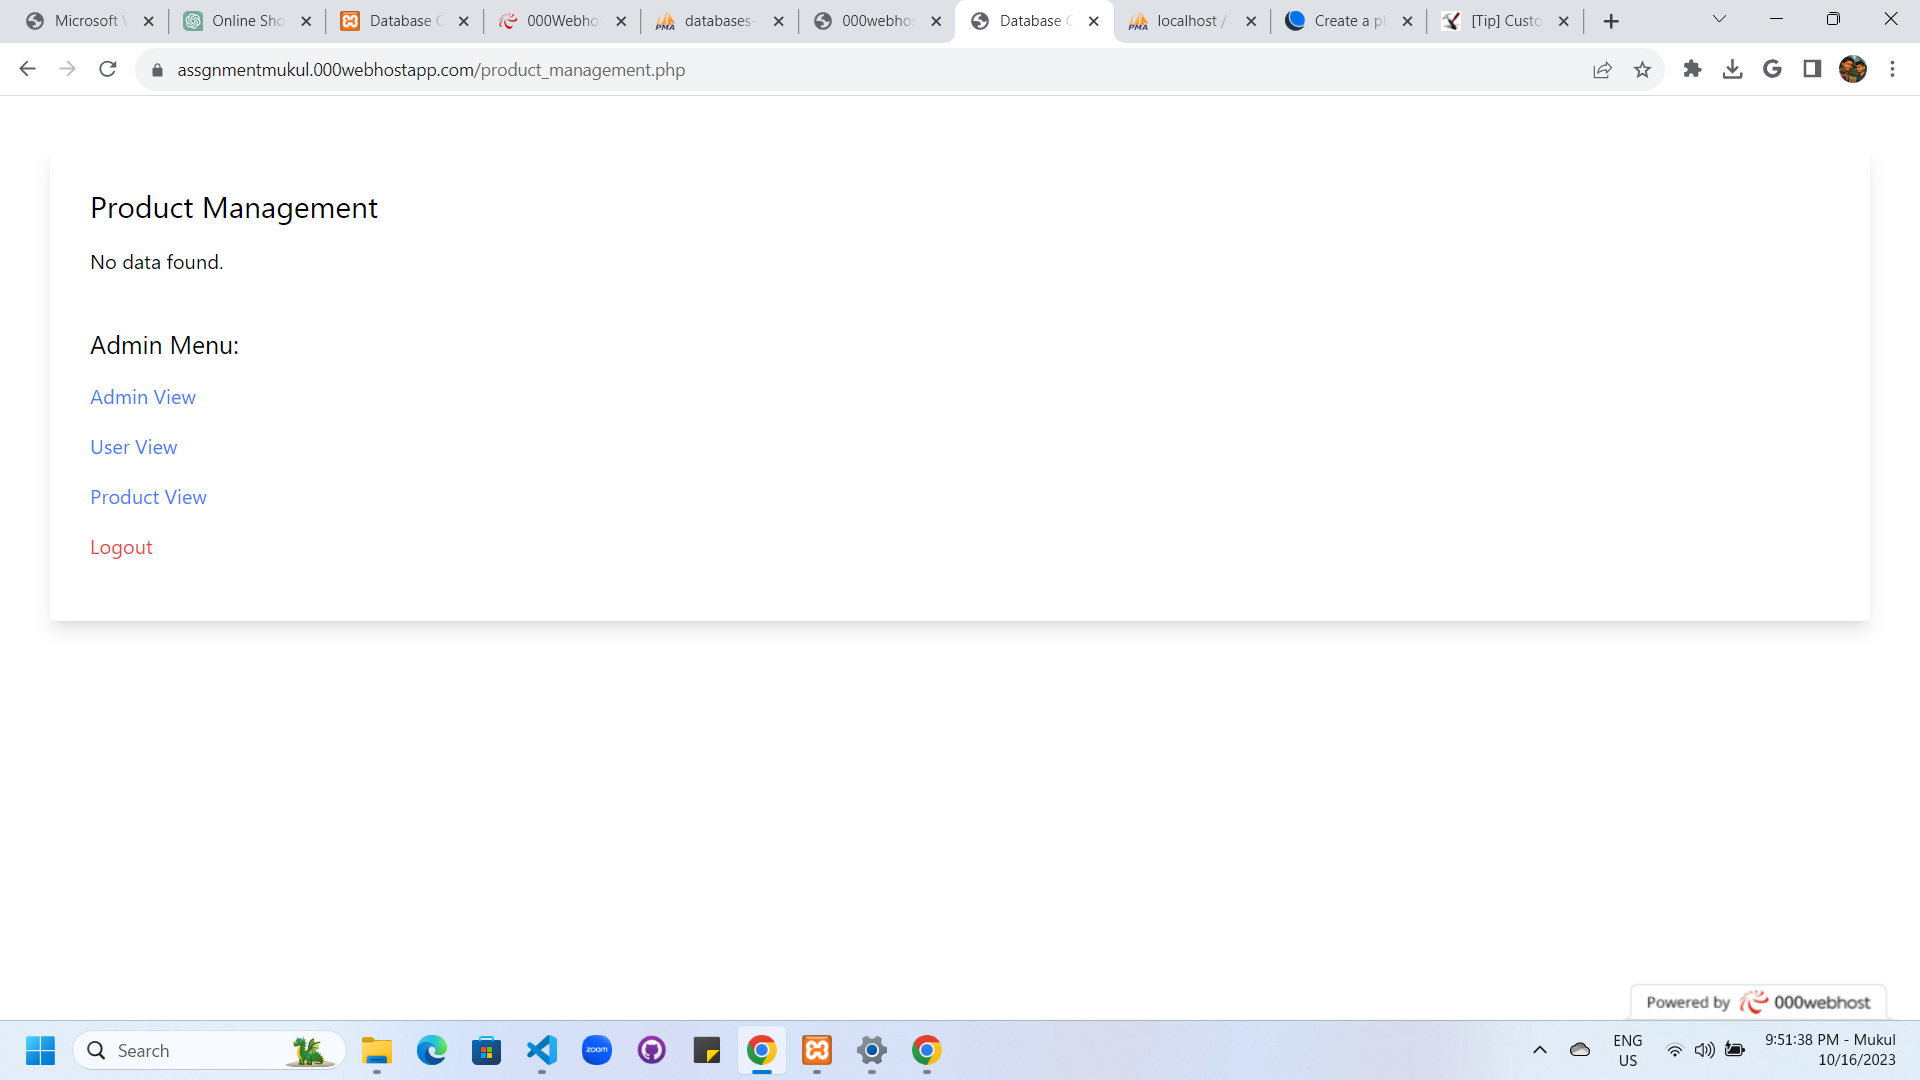 Microsoft
Online Sho
Database
000Webho
databases-
000webhos
Database
localhost /
Create a pl
[Tip] Custo
assgnmentmukul.000webhostapp.com/product_management.php
Product Management
No data found.
Admin Menu:
Admin View
User View
Product View
Logout
Powered by 000webhost
Search
zoom
ENG
US
9:51:38 PM - Mukul
10/16/2023